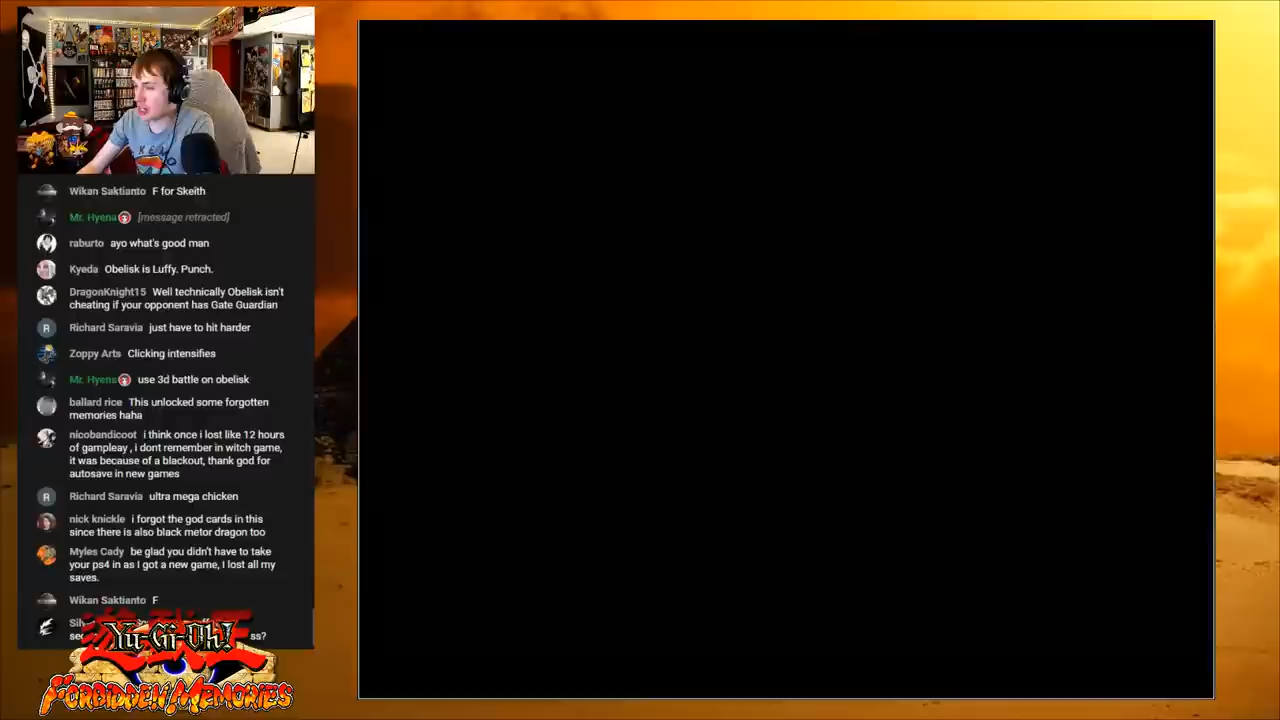 Wikan Saktianto F for Skeith
Mr. Hyena [message retracted]
raburto ayo what's good man
Kyeda Obelisk is Luffy. Punch.
DragonKnight15 Well technically Obelisk isn't
cheating if your opponent has Gate Guardian
R Richard Saravia just have to hit harder
Zoppy Arts Clicking intensifies
Mr. Hyena use 3d battle on obelisk
ballard rice This unlocked some forgotten
memories haha
nicobandicoot i think once i lost like 12 hours
of gampleay , i dont remember in witch game,
it was because of a blackout, thank god for
autosave in new games
R Richard Saravia ultra mega chicken
nick knickle i forgot the god cards in this
since there is also black metor dragon too
Myles Cady be glad you didn't have to take
your ps4 in as I got a new game, I lost all my
saves.
Wikan Saktianto F
ss?
Yu-Gi-Oh!
Forbidden Memories